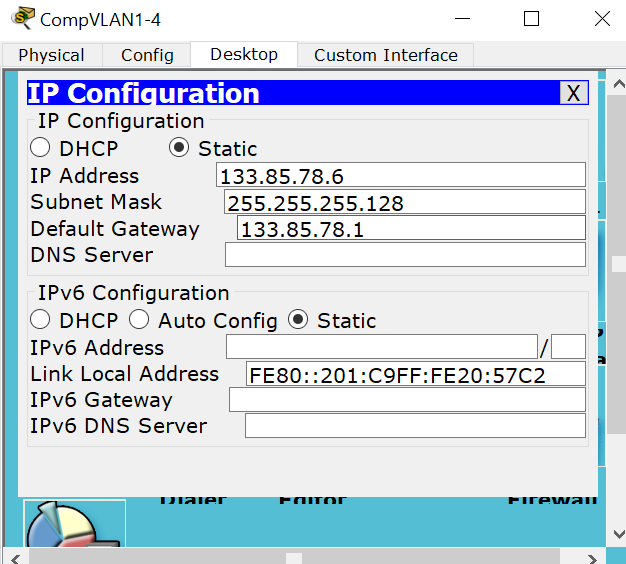 CompVLAN1-4
Physical Config Desktop Custom Interface
IP Configuration X
IP Configuration
DHCP Static
IP Address 133.85.78.6
Subnet Mask 255.255.255.128
Default Gateway 133.85.78.1
DNS Server
IPv6 Configuration
DHCP Auto Config Static
IPv6 Address /
Link Local Address FE80::201:C9FF:FE20:57C2
IPv6 Gateway
IPv6 DNS Server
Dialer Editor Firewall